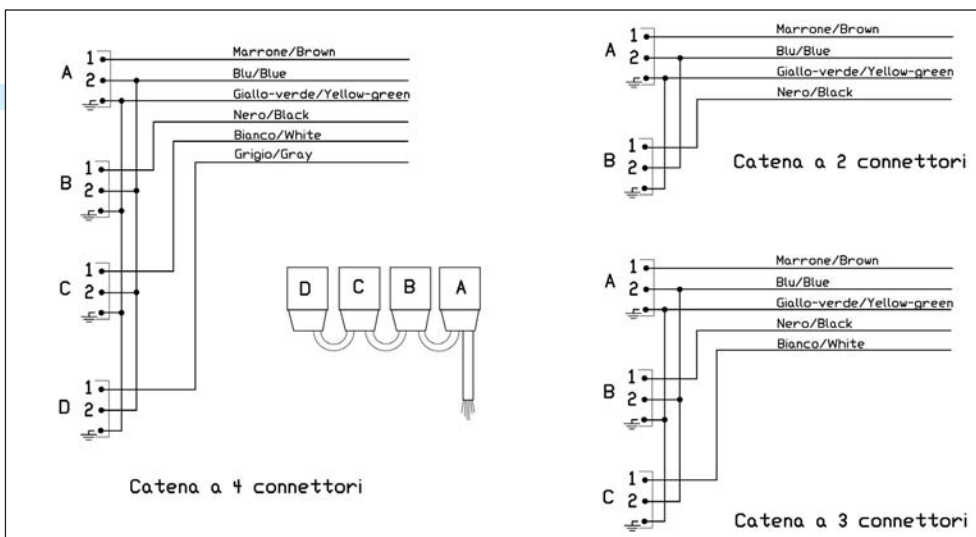 A
1
2
Marrone/Brown
Blu/Blue
Giallo-verde/Yellow-green
Nero/Black
Bianco/White
Grigio/Gray
B
1
2
C
1
2
D
1
2
Catena a 4 connettori
D C B A
A
1
2
Marrone/Brown
Blu/Blue
Giallo-verde/Yellow-green
Nero/Black
B
1
2
Catena a 2 connettori
A
1
2
Marrone/Brown
Blu/Blue
Giallo-verde/Yellow-green
Nero/Black
Bianco/White
B
1
2
C
1
2
Catena a 3 connettori